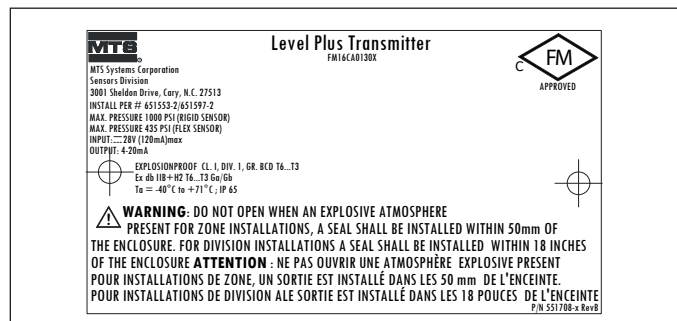 MTS
Level Plus Transmitter
FM16CA0130X
C FM
APPROVED
MTS Systems Corporation
Sensors Division
3001 Sheldon Drive, Cary, N.C. 27513
INSTALL PER # 651553-2/651597-2
MAX. PRESSURE 1000 PSI (RIGID SENSOR)
MAX. PRESSURE 435 PSI (FLEX SENSOR)
INPUT: ⎓ 28V (120mA)max
OUTPUT: 4-20mA
EXPLOSIONPROOF CL. I, DIV. 1, GR. BCD T6...T3
Ex db IIB+H2 T6...T3 Ga/Gb
Ta = -40°C to +71°C ; IP 65
WARNING: DO NOT OPEN WHEN AN EXPLOSIVE ATMOSPHERE
PRESENT FOR ZONE INSTALLATIONS, A SEAL SHALL BE INSTALLED WITHIN 50mm OF
THE ENCLOSURE. FOR DIVISION INSTALLATIONS A SEAL SHALL BE INSTALLED WITHIN 18 INCHES
OF THE ENCLOSURE ATTENTION : NE PAS OUVRIR UNE ATMOSPHÈRE EXPLOSIVE PRESENT
POUR INSTALLATIONS DE ZONE, UN SORTIE EST INSTALLÉ DANS LES 50 mm DE L'ENCEINTE.
POUR INSTALLATIONS DE DIVISION ALE SORTIE EST INSTALLÉ DANS LES 18 POUCES DE L'ENCEINTE
P/N 551708-x RevB